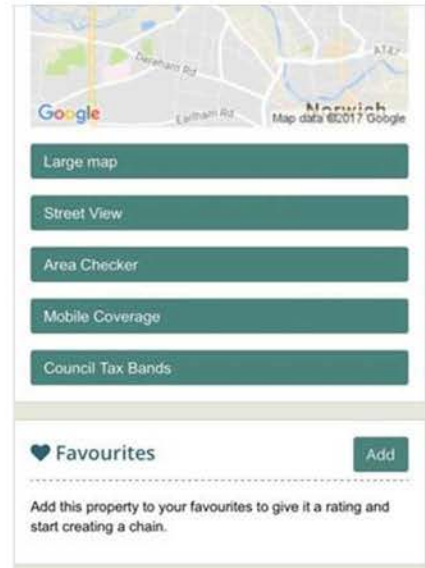 Dereham Rd
A147
Google
Earlham Rd
Norwich
Map data ©2017 Google
Large map
Street View
Area Checker
Mobile Coverage
Council Tax Bands
Favourites
Add
Add this property to your favourites to give it a rating and
start creating a chain.